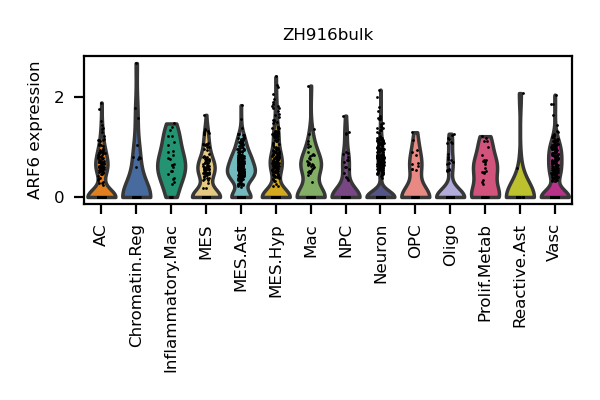 ZH916bulk
ARF6 expression
2
0
AC
Chromatin.Reg
Inflammatory.Mac
MES
MES.Ast
MES.Hyp
Mac
NPC
Neuron
OPC
Oligo
Prolif.Metab
Reactive.Ast
Vasc